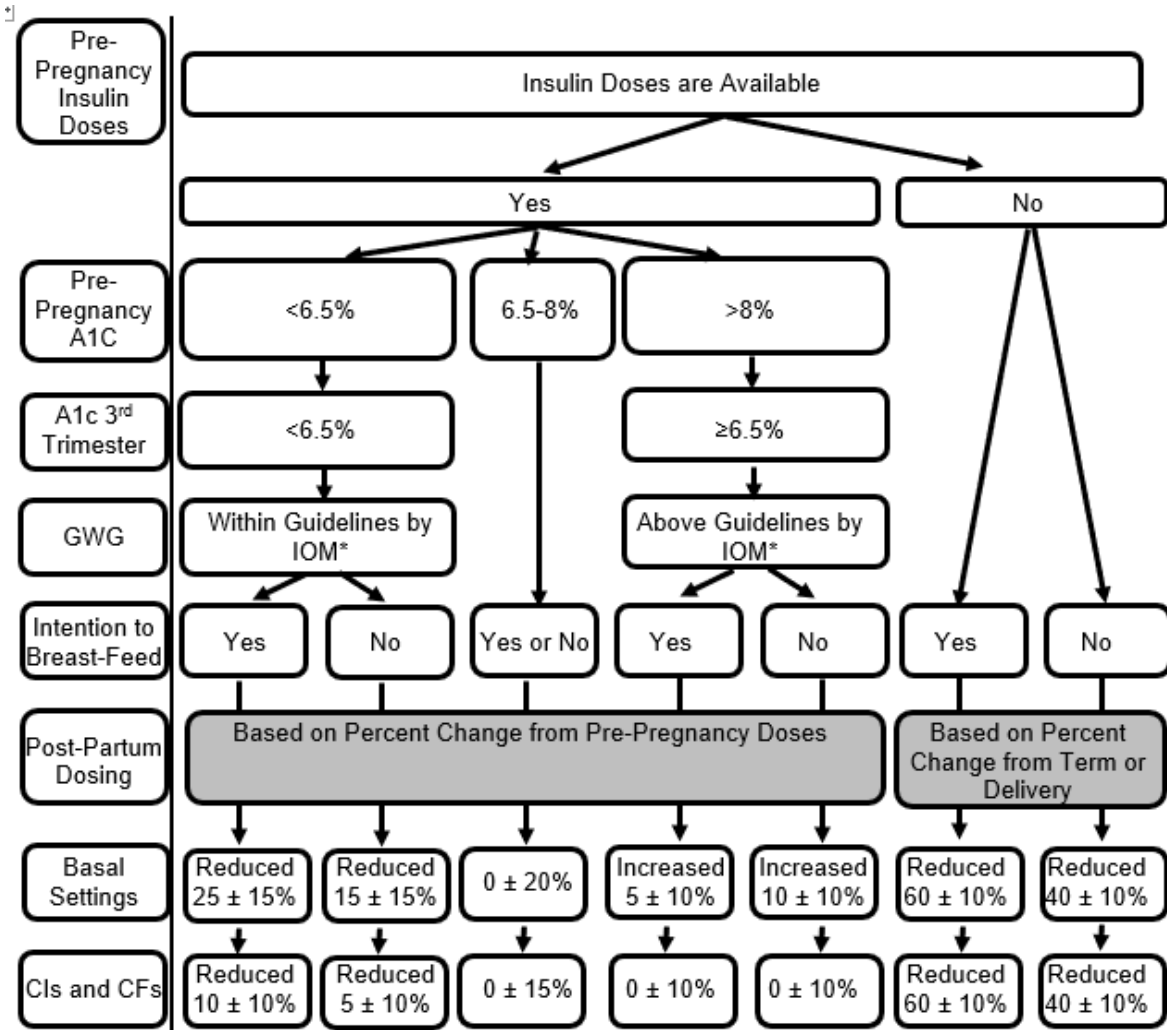 Pre-
Pregnancy
Insulin
Doses
Insulin Doses are Available
Yes
No
Pre-
Pregnancy
A1C
<6.5%
6.5-8%
>8%
A1c 3rd
Trimester
<6.5%
≥6.5%
GWG
Within Guidelines by
IOM*
Above Guidelines by
IOM*
Intention to
Breast-Feed
Yes
No
Yes or No
Yes
No
Yes
No
Post-Partum
Dosing
Based on Percent Change from Pre-Pregnancy Doses
Based on Percent
Change from Term or
Delivery
Basal
Settings
Reduced
25 ± 15%
Reduced
15 ± 15%
0 ± 20%
Increased
5 ± 10%
Increased
10 ± 10%
Reduced
60 ± 10%
Reduced
40 ± 10%
CIs and CFs
Reduced
10 ± 10%
Reduced
5 ± 10%
0 ± 15%
0 ± 10%
0 ± 10%
Reduced
60 ± 10%
Reduced
40 ± 10%